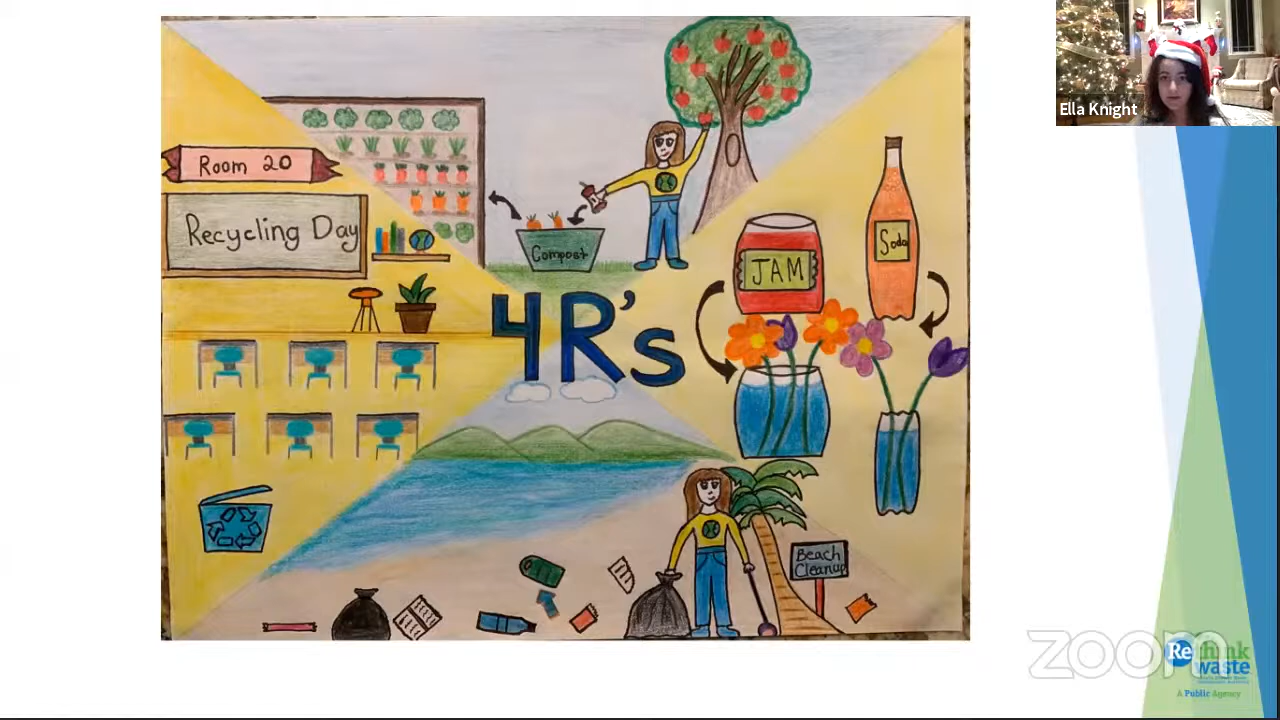 Room 20
Recycling Day
Compost
4R's
JAM
Soda
Beach
Cleanup
Ella Knight
zoom
Rethink
waste
A Public Agency